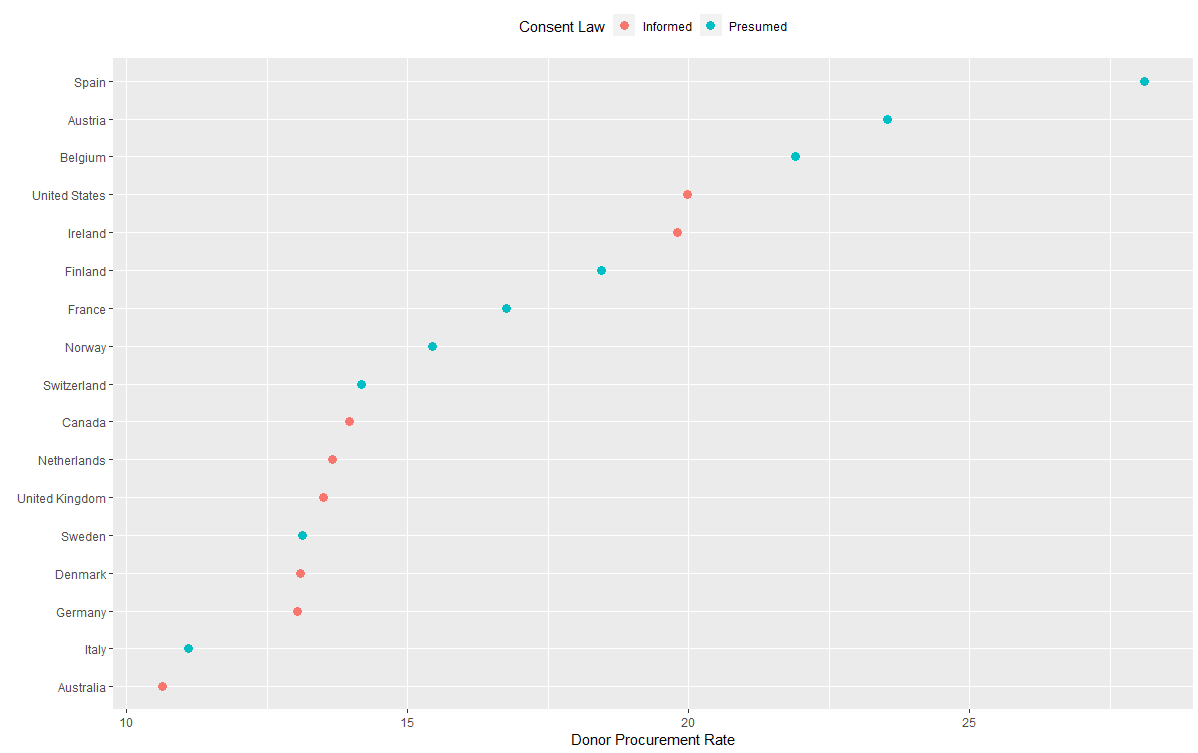 Consent Law Informed Presumed
Spain
Austria
Belgium
United States
Ireland
Finland
France
Norway
Switzerland
Canada
Netherlands
United Kingdom
Sweden
Denmark
Germany
Italy
Australia
10 15 20 25
Donor Procurement Rate